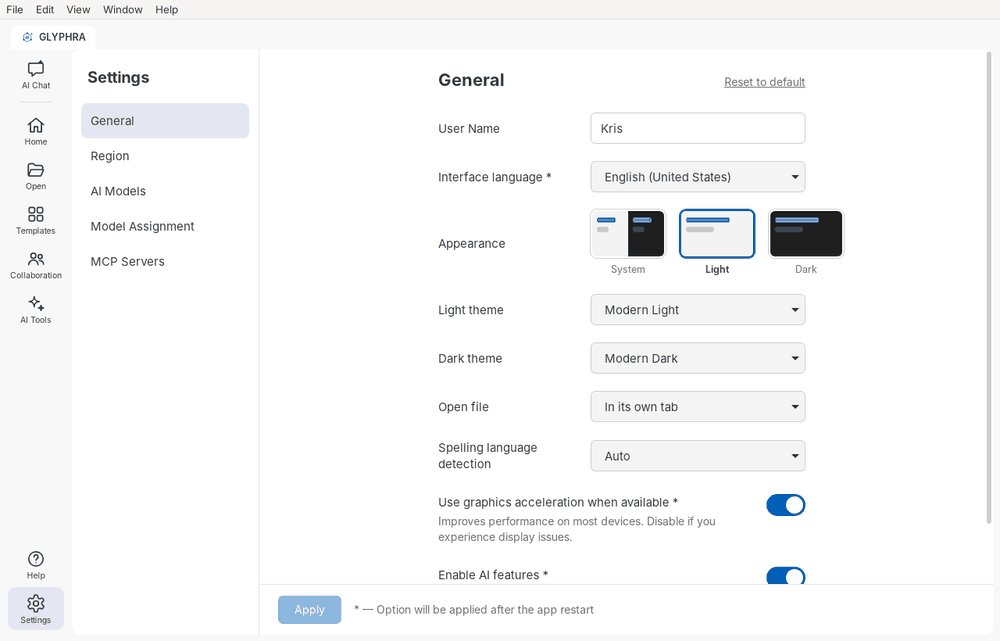 File Edit View Window Help
GLYPHRA
AI Chat
Home
Open
Templates
Collaboration
AI Tools
Help
Settings
Settings
General
Region
AI Models
Model Assignment
MCP Servers
General
Reset to default
User Name
Kris
Interface language *
English (United States)
Appearance
System
Light
Dark
Light theme
Modern Light
Dark theme
Modern Dark
Open file
In its own tab
Spelling language
detection
Auto
Use graphics acceleration when available *
Improves performance on most devices. Disable if you
experience display issues.
Enable AI features *
Apply
* — Option will be applied after the app restart